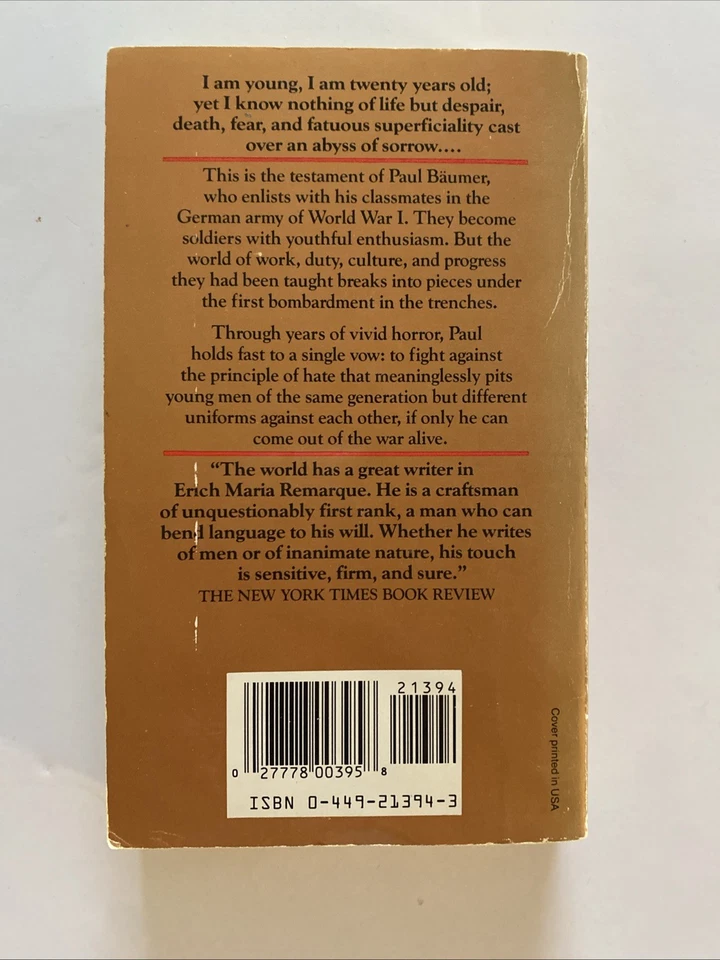 I am young, I am twenty years old;
yet I know nothing of life but despair,
death, fear, and fatuous superficiality cast
over an abyss of sorrow....
This is the testament of Paul Bäumer,
who enlists with his classmates in the
German army of World War I. They become
soldiers with youthful enthusiasm. But the
world of work, duty, culture, and progress
they had been taught breaks into pieces under
the first bombardment in the trenches.
Through years of vivid horror, Paul
holds fast to a single vow: to fight against
the principle of hate that meaninglessly pits
young men of the same generation but different
uniforms against each other, if only he can
come out of the war alive.
“The world has a great writer in
Erich Maria Remarque. He is a craftsman
of unquestionably first rank, a man who can
bend language to his will. Whether he writes
of men or of inanimate nature, his touch
is sensitive, firm, and sure.”
THE NEW YORK TIMES BOOK REVIEW
21394
0 27778 00395 8
ISBN 0-449-21394-3
Cover printed in USA